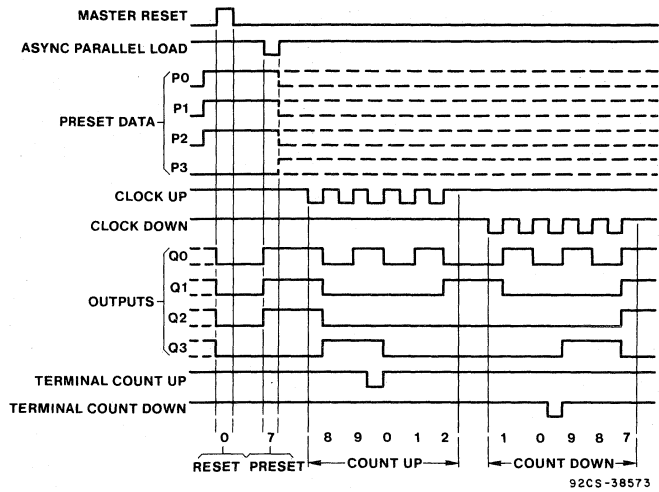 MASTER RESET
ASYNC PARALLEL LOAD
PRESET DATA
P0
P1
P2
P3
CLOCK UP
CLOCK DOWN
OUTPUTS
Q0
Q1
Q2
Q3
TERMINAL COUNT UP
TERMINAL COUNT DOWN
0 7 8 9 0 1 2 1 0 9 8 7
RESET PRESET COUNT UP COUNT DOWN
92CS-38573